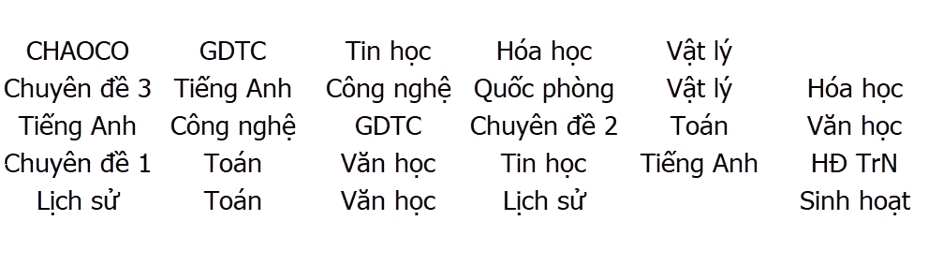 CHAOCO GDTC Tin học Hóa học Vật lý
Chuyên đề 3 Tiếng Anh Công nghệ Quốc phòng Vật lý Hóa học
Tiếng Anh Công nghệ GDTC Chuyên đề 2 Toán Văn học
Chuyên đề 1 Toán Văn học Tin học Tiếng Anh HĐ TrN
Lịch sử Toán Văn học Lịch sử Sinh hoạt